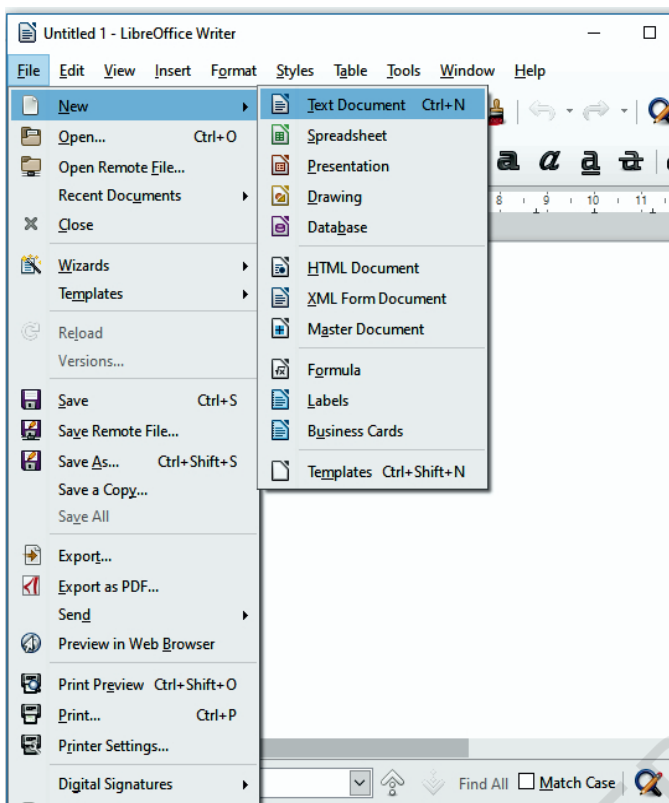 Untitled 1 - LibreOffice Writer
File Edit View Insert Format Styles Table Tools Window Help
New
Open... Ctrl+O
Open Remote File...
Recent Documents
Close
Wizards
Templates
Reload
Versions...
Save Ctrl+S
Save Remote File...
Save As... Ctrl+Shift+S
Save a Copy...
Save All
Export...
Export as PDF...
Send
Preview in Web Browser
Print Preview Ctrl+Shift+O
Print... Ctrl+P
Printer Settings...
Digital Signatures
Text Document Ctrl+N
Spreadsheet
Presentation
Drawing
Database
HTML Document
XML Form Document
Master Document
Formula
Labels
Business Cards
Templates Ctrl+Shift+N
a a a a
8 9 10 11
Find All Match Case